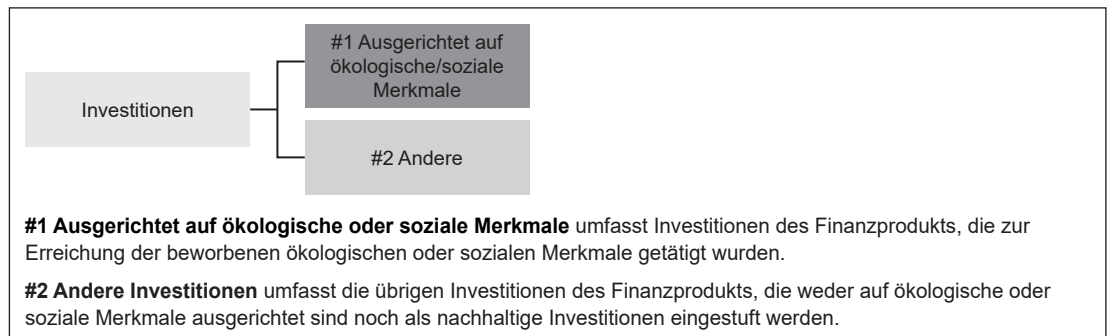 #1 Ausgerichtet auf
ökologische/soziale
Merkmale
Investitionen
#2 Andere
#1 Ausgerichtet auf ökologische oder soziale Merkmale umfasst Investitionen des Finanzprodukts, die zur
Erreichung der beworbenen ökologischen oder sozialen Merkmale getätigt wurden.
#2 Andere Investitionen umfasst die übrigen Investitionen des Finanzprodukts, die weder auf ökologische oder
soziale Merkmale ausgerichtet sind noch als nachhaltige Investitionen eingestuft werden.